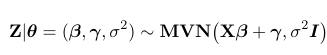 Z|θ = (β, γ, σ²) ∼ MVN(Xβ + γ, σ²I)